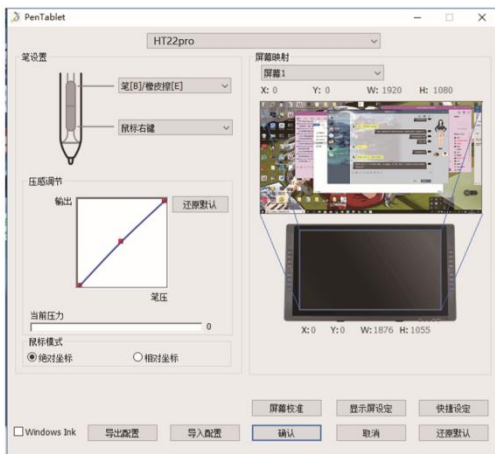 PenTablet
HT22pro
笔设置
笔[B]/橡皮擦[E]
鼠标右键
压感调节
输出
还原默认
笔压
当前压力
0
鼠标模式
绝对坐标
相对坐标
屏幕映射
屏幕1
X: 0 Y: 0 W: 1920 H: 1080
X: 0 Y: 0 W: 1876 H: 1055
屏幕校准 显示屏设定 快捷设定
Windows Ink 导出配置 导入配置 确认 取消 还原默认